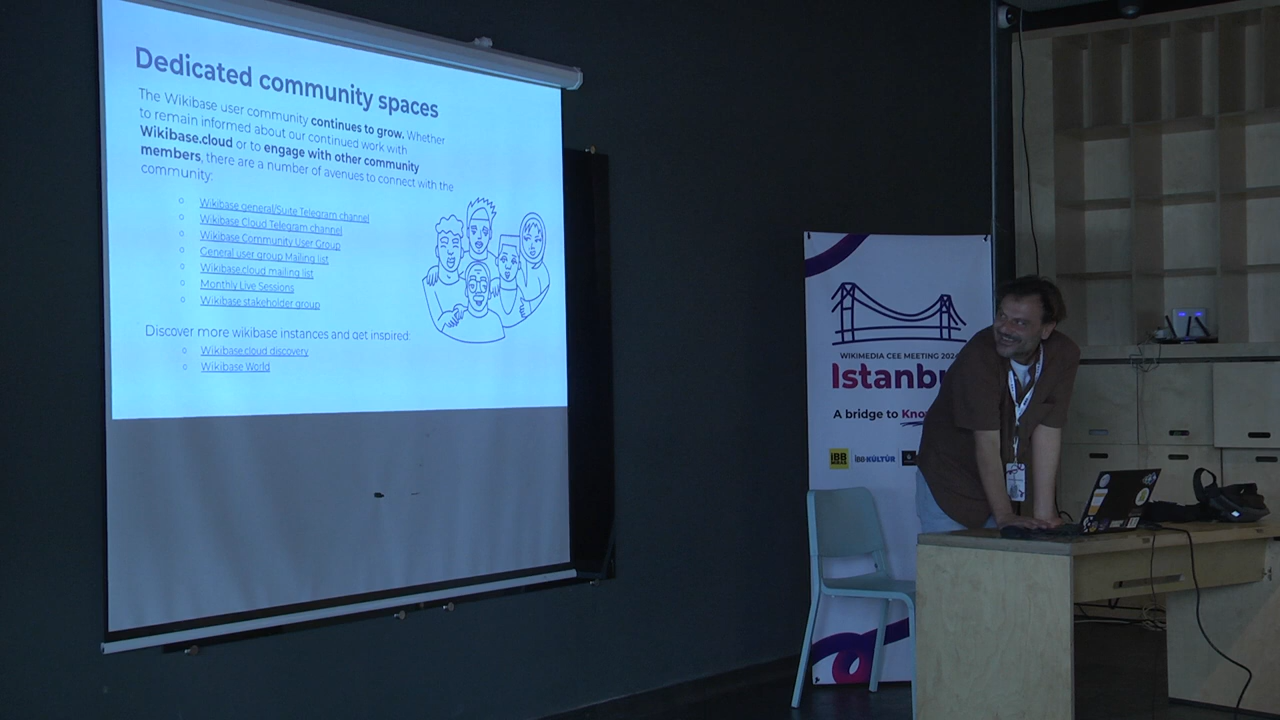 Dedicated community spaces
The Wikibase user community continues to grow. Whether
to remain informed about our continued work with
Wikibase.cloud or to engage with other community
members, there are a number of avenues to connect with the
community:
Wikibase general/Suite Telegram channel
Wikibase Cloud Telegram channel
Wikibase Community User Group
General user group Mailing list
Wikibase.cloud mailing list
Monthly Live Sessions
Wikibase stakeholder group
Discover more wikibase instances and get inspired:
Wikibase.cloud discovery
Wikibase World
WIKIMEDIA CEE MEETING 2024
Istanb
A bridge to Kno
İBB
MİRAS
İBB KÜLTÜR